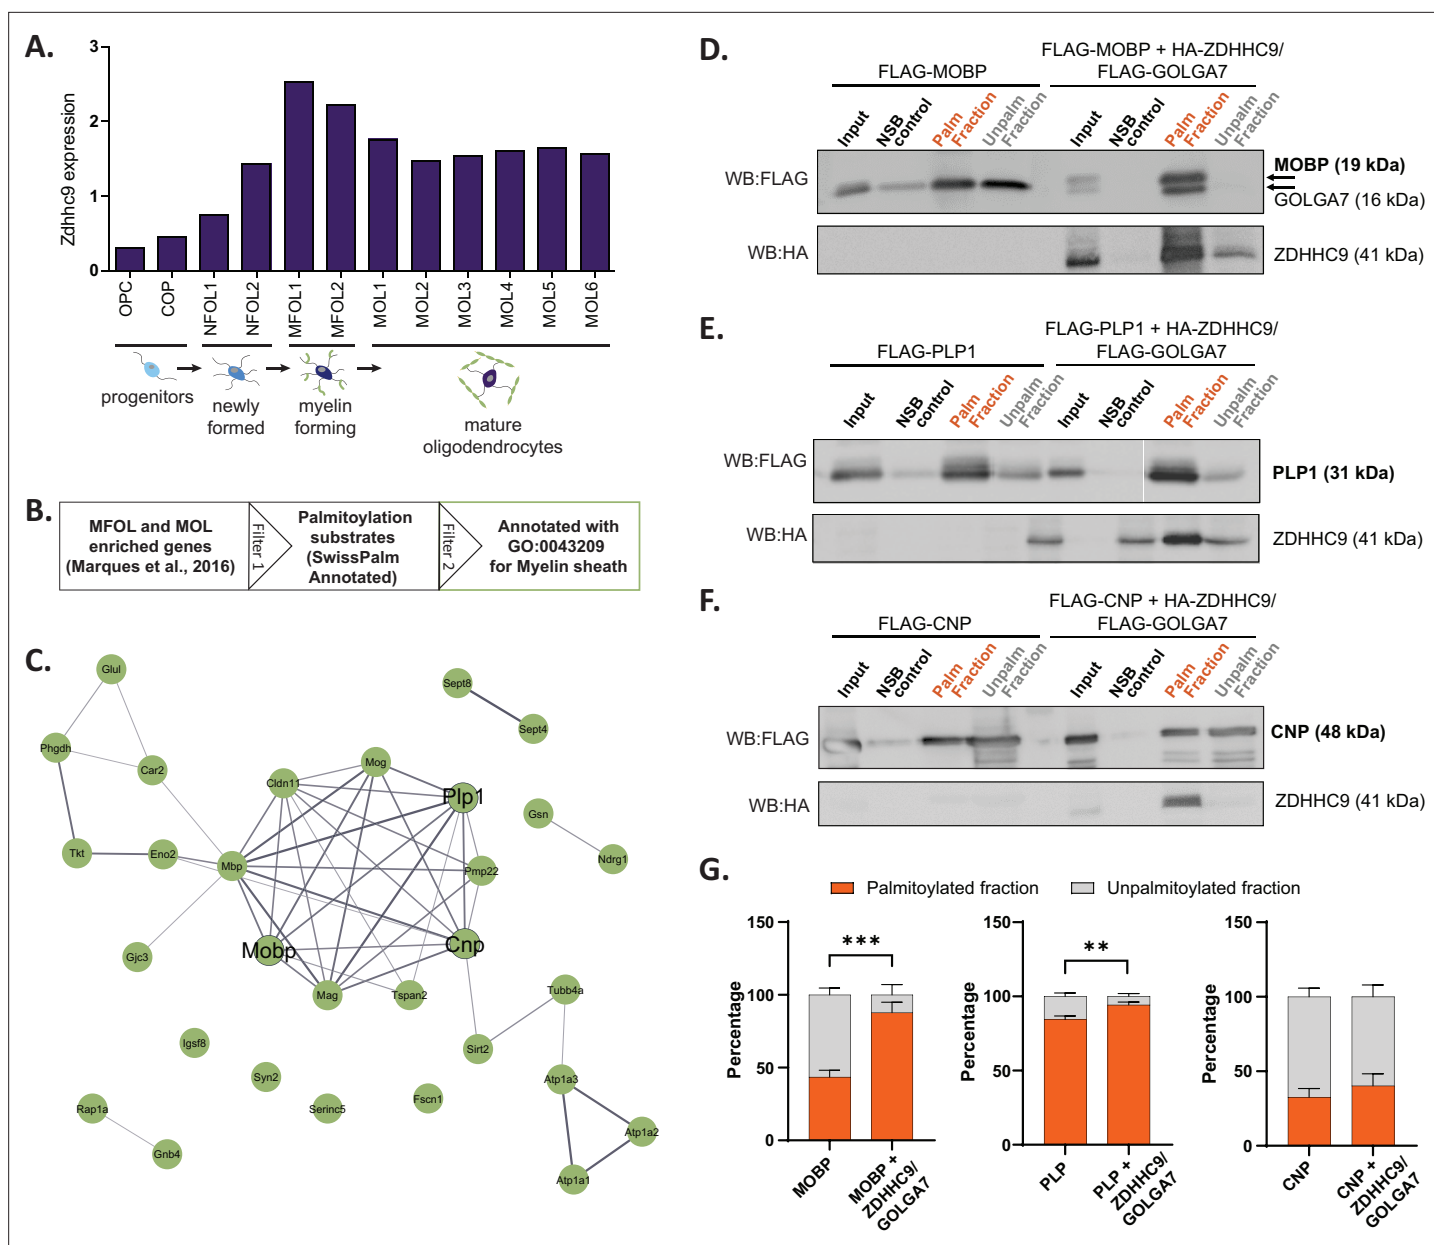 A.
3
2
1
0
Zdhhc9 expression
OPC
COP
NFOL1
NFOL2
MFOL1
MFOL2
MOL1
MOL2
MOL3
MOL4
MOL5
MOL6
progenitors
newly
formed
myelin
forming
mature
oligodendrocytes
B.
MFOL and MOL
enriched genes
(Marques et al., 2016)
Filter 1
Palmitoylation
substrates
(SwissPalm
Annotated)
Filter 2
Annotated with
GO:0043209
for Myelin sheath
C.
Glul
Sept8
Sept4
Phgdh
Car2
Mog
Cldn11
Plp1
Gsn
Ndrg1
Tkt
Eno2
Mbp
Pmp22
Gjc3
Mobp
Cnp
Mag
Tspan2
Tubb4a
Igsf8
Sirt2
Syn2
Atp1a3
Rap1a
Serinc5
Fscn1
Atp1a2
Gnb4
Atp1a1
D.
FLAG-MOBP
FLAG-MOBP + HA-ZDHHC9/
FLAG-GOLGA7
Input
NSB
control
Palm
Fraction
Unpalm
Fraction
Input
NSB
control
Palm
Fraction
Unpalm
Fraction
WB:FLAG
MOBP (19 kDa)
GOLGA7 (16 kDa)
WB:HA
ZDHHC9 (41 kDa)
E.
FLAG-PLP1
FLAG-PLP1 + HA-ZDHHC9/
FLAG-GOLGA7
Input
NSB
control
Palm
Fraction
Unpalm
Fraction
Input
NSB
control
Palm
Fraction
Unpalm
Fraction
WB:FLAG
PLP1 (31 kDa)
WB:HA
ZDHHC9 (41 kDa)
F.
FLAG-CNP
FLAG-CNP + HA-ZDHHC9/
FLAG-GOLGA7
Input
NSB
control
Palm
Fraction
Unpalm
Fraction
Input
NSB
control
Palm
Fraction
Unpalm
Fraction
WB:FLAG
CNP (48 kDa)
WB:HA
ZDHHC9 (41 kDa)
G.
Palmitoylated fraction
Unpalmitoylated fraction
150
100
50
0
Percentage
***
MOBP
MOBP +
ZDHHC9/
GOLGA7
150
100
50
0
Percentage
**
PLP
PLP +
ZDHHC9/
GOLGA7
150
100
50
0
Percentage
CNP
CNP +
ZDHHC9/
GOLGA7